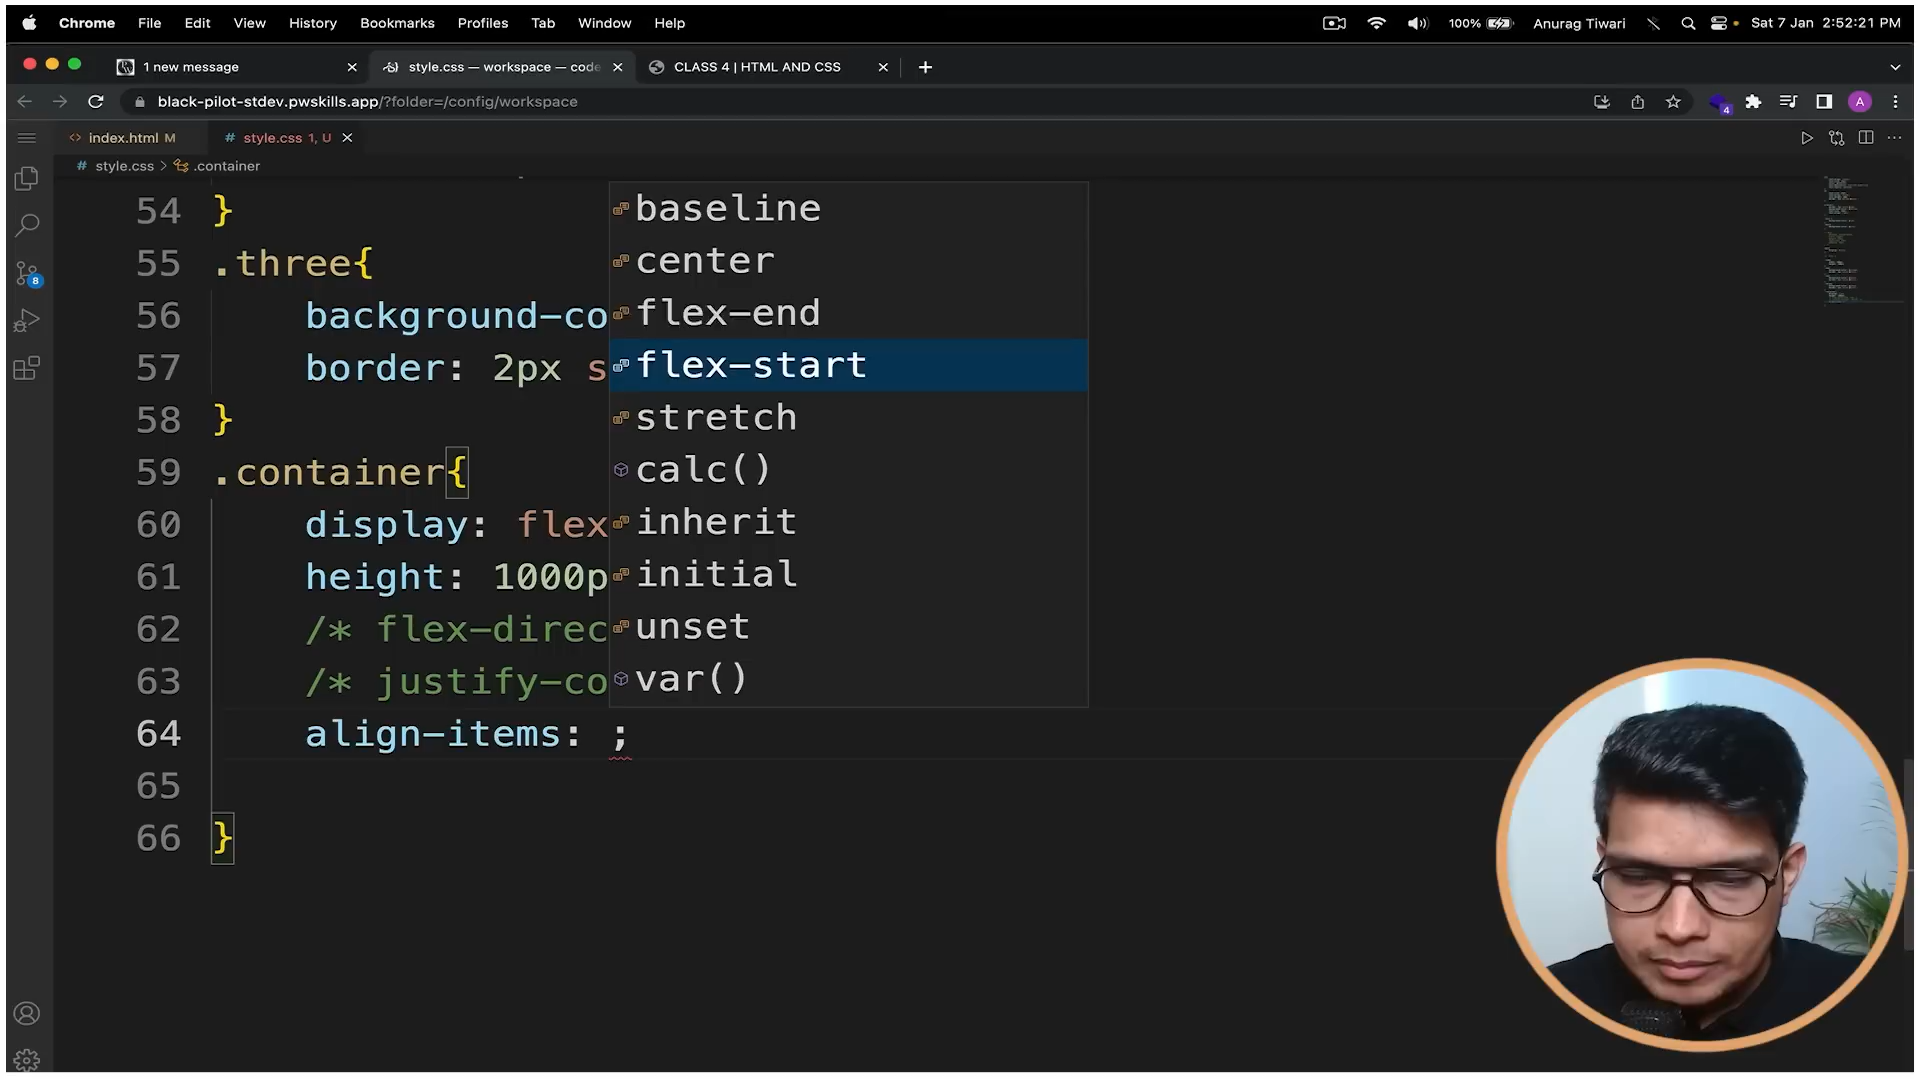 Chrome File Edit View History Bookmarks Profiles Tab Window Help 100% Anurag Tiwari Sat 7 Jan 2:52:21 PM
1 new message style.css — workspace — code CLASS 4 | HTML AND CSS
black-pilot-stdev.pwskills.app/?folder=/config/workspace 4 A
index.html M # style.css 1, U
# style.css > .container
54 }
55 .three{
56 background-co
57 border: 2px s
58 }
59 .container{
60 display: flex
61 height: 1000p
62 /* flex-direc
63 /* justify-co
64 align-items: ;
65
66 }
baseline
center
flex-end
flex-start
stretch
calc()
inherit
initial
unset
var()
8